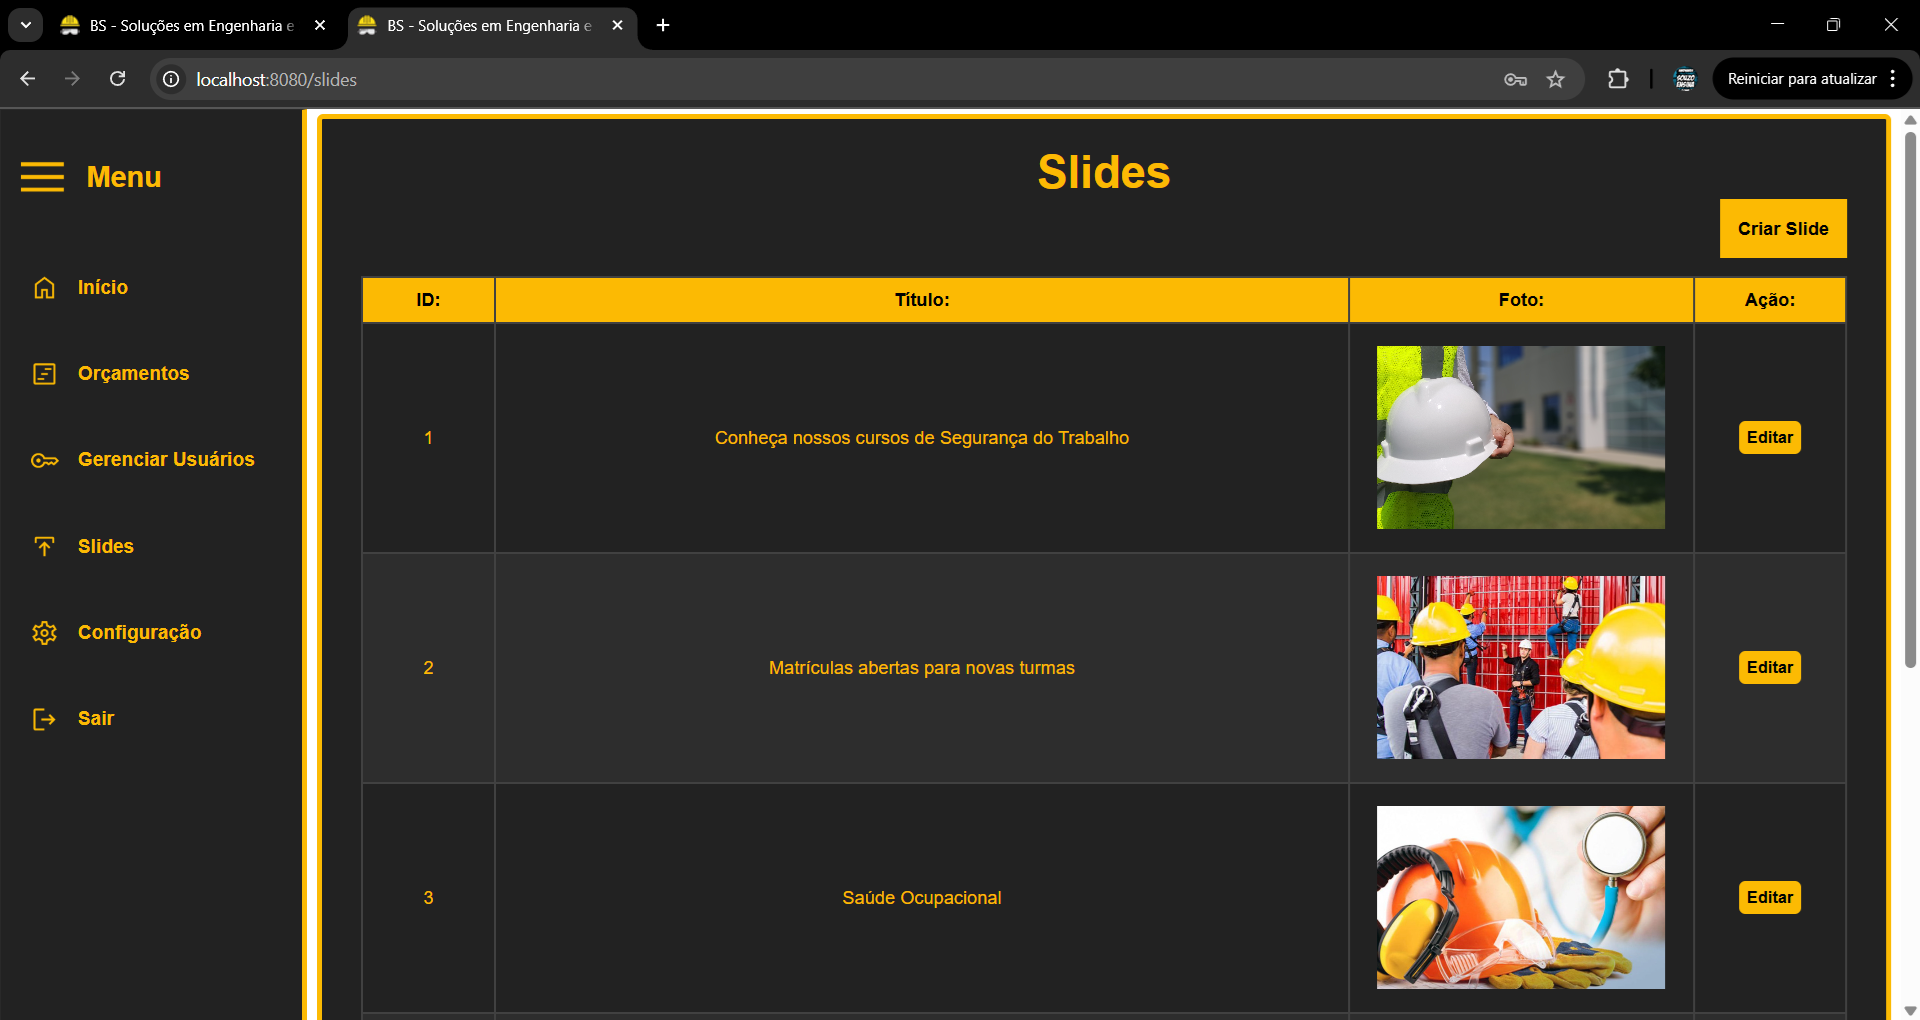 BS - Soluções em Engenharia e
BS - Soluções em Engenharia e
localhost:8080/slides
Reiniciar para atualizar
Menu
Início
Orçamentos
Gerenciar Usuários
Slides
Configuração
Sair
Slides
Criar Slide
ID: Título: Foto: Ação:
1 Conheça nossos cursos de Segurança do Trabalho Editar
2 Matrículas abertas para novas turmas Editar
3 Saúde Ocupacional Editar